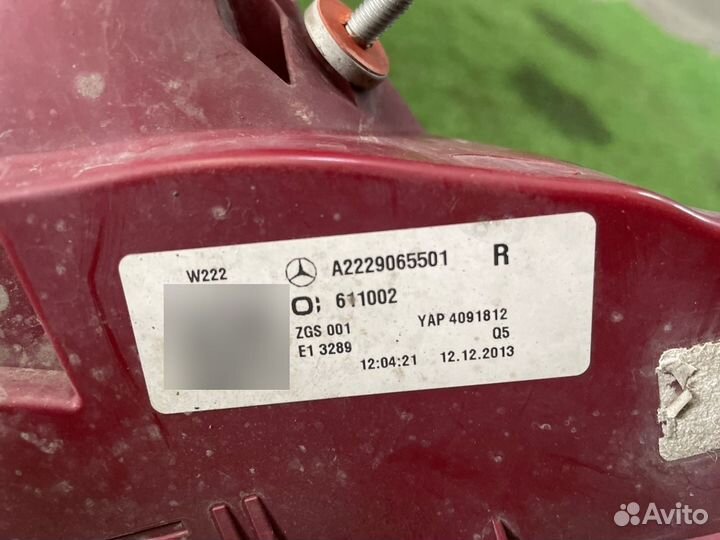 W222 A2229065501 R
611002
ZGS 001 YAP 4091812
E1 3289 Q5
12:04:21 12.12.2013
Avito